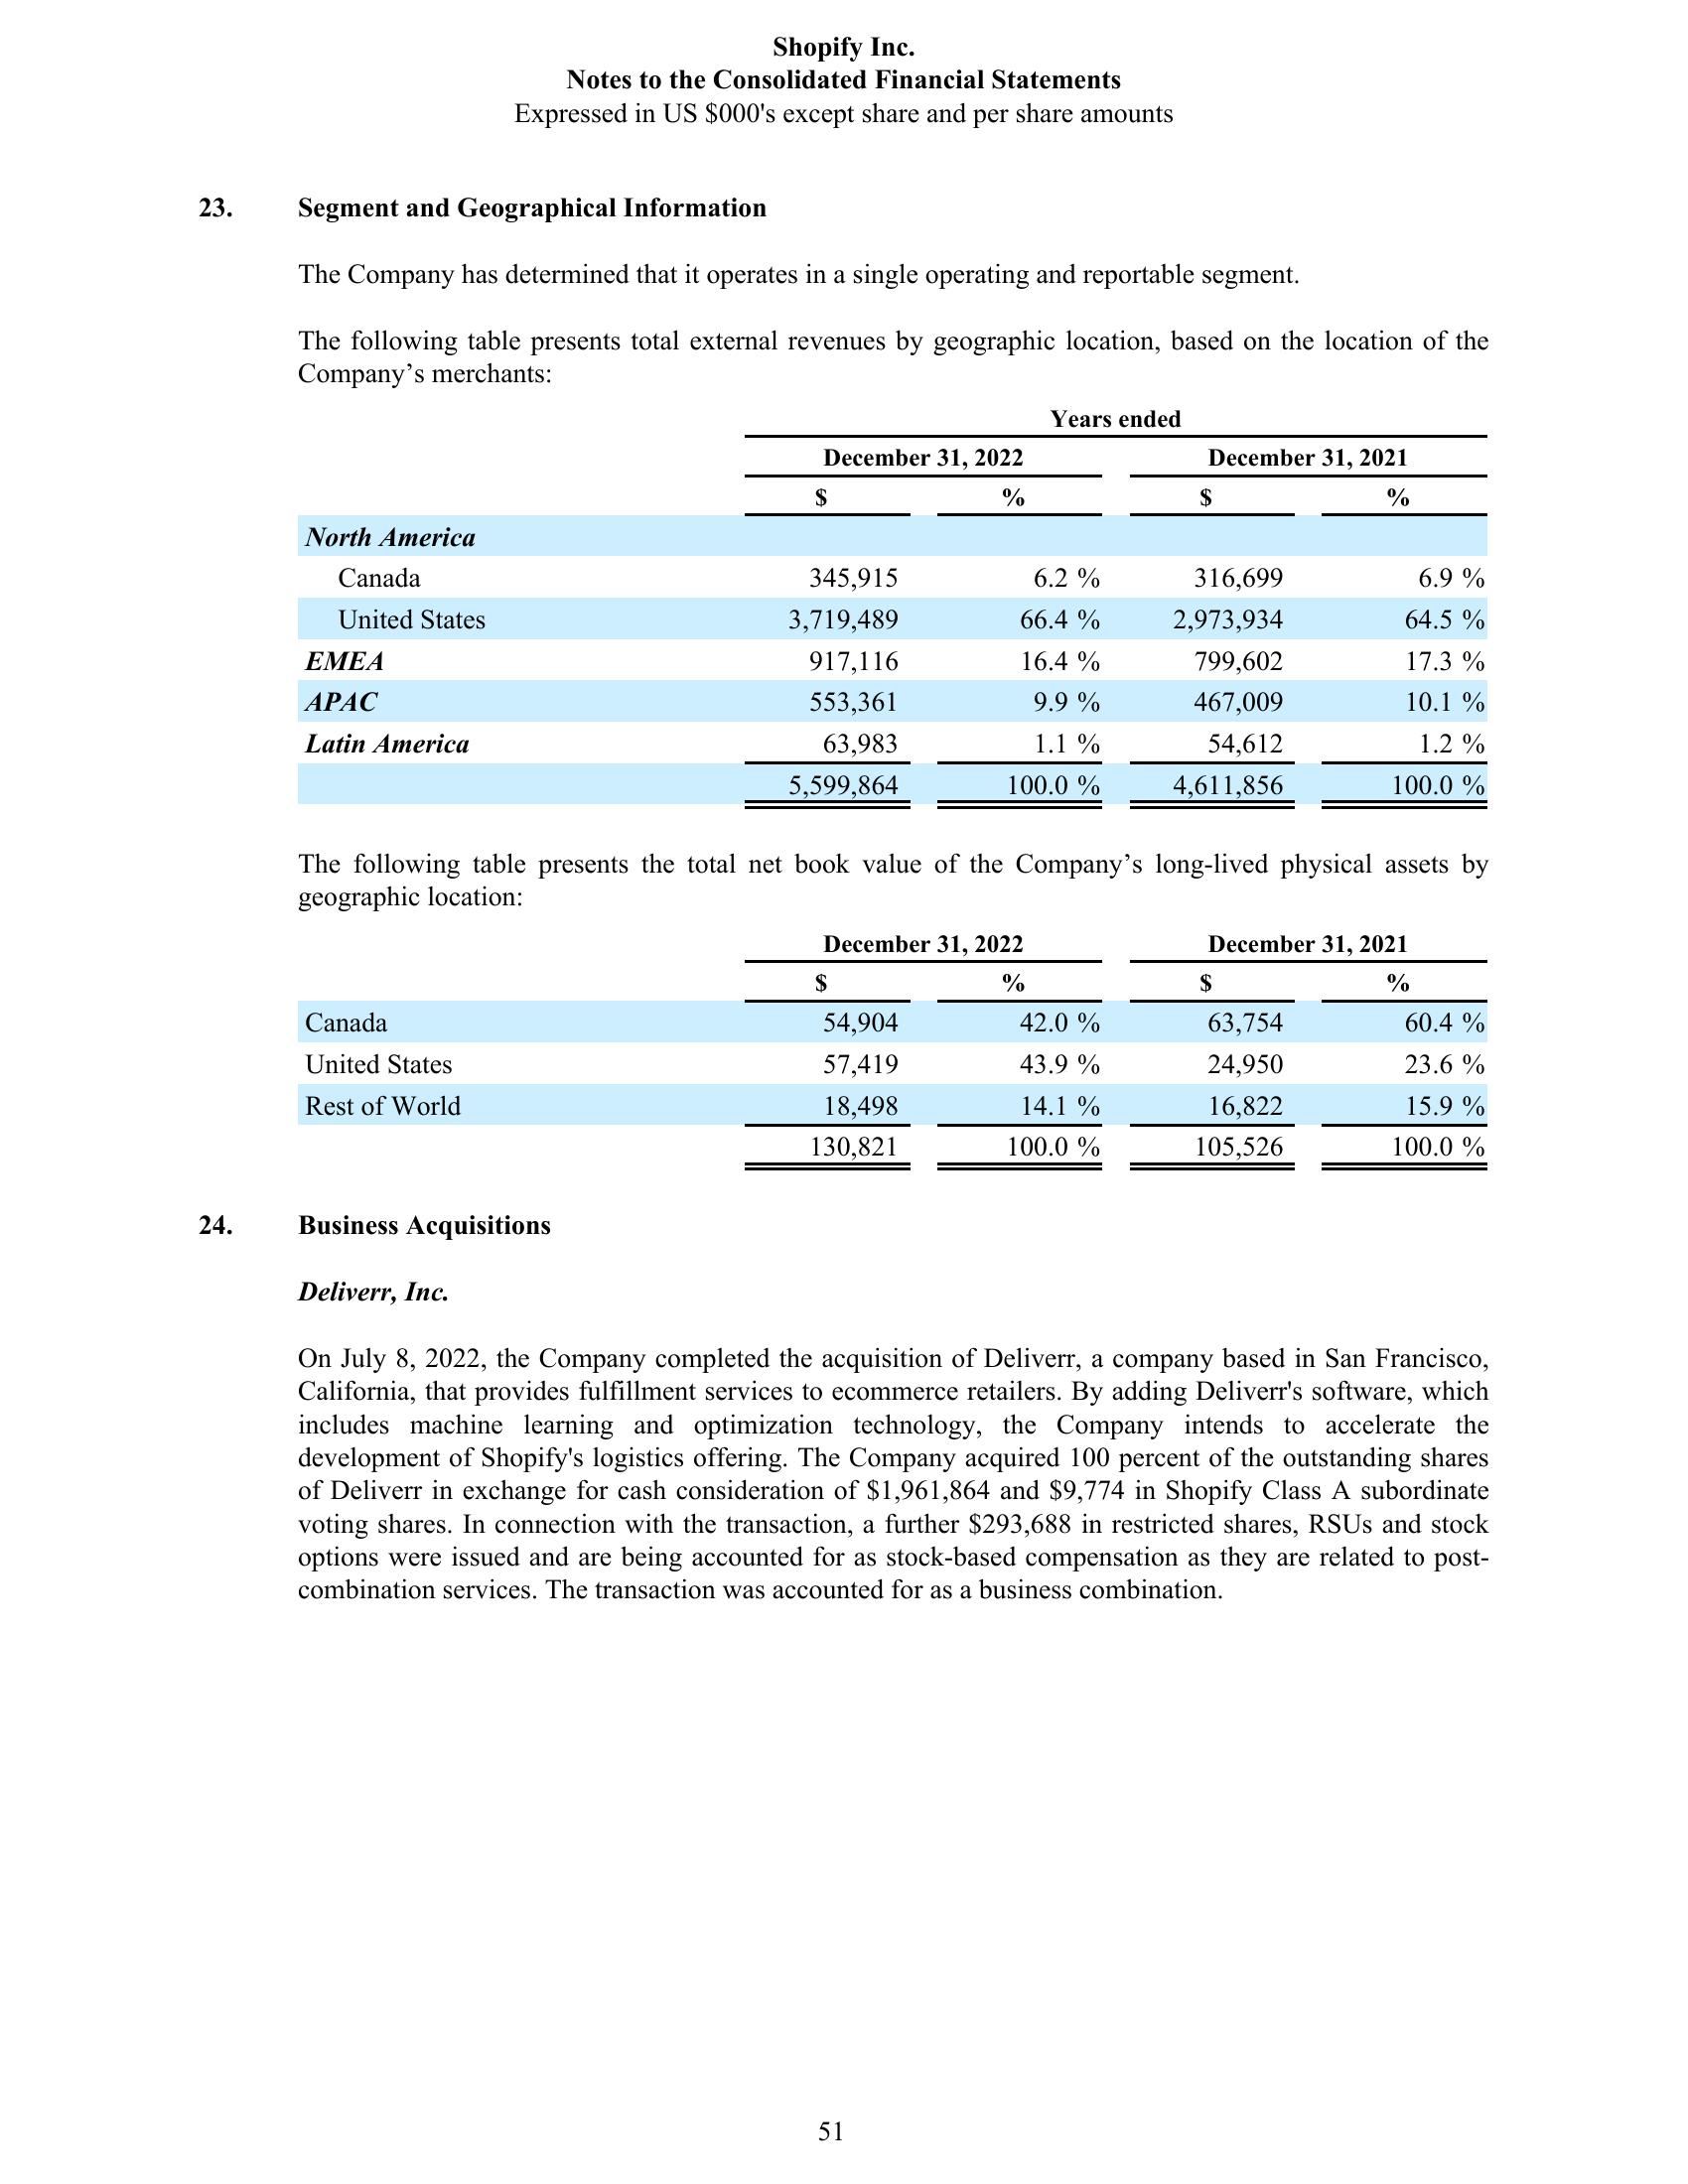 Shopify Inc.
Notes to the Consolidated Financial Statements
Expressed in US $000's except share and per share amounts
23. Segment and Geographical Information
The Company has determined that it operates in a single operating and reportable segment.
The following table presents total external revenues by geographic location, based on the location of the
Company’s merchants:
Years ended
December 31, 2022 December 31, 2021
$ % $ %
North America
Canada 345,915 6.2 % 316,699 6.9 %
United States 3,719,489 66.4 % 2,973,934 64.5 %
EMEA 917,116 16.4 % 799,602 17.3 %
APAC 553,361 9.9 % 467,009 10.1 %
Latin America 63,983 1.1 % 54,612 1.2 %
5,599,864 100.0 % 4,611,856 100.0 %
The following table presents the total net book value of the Company’s long-lived physical assets by
geographic location:
December 31, 2022 December 31, 2021
$ % $ %
Canada 54,904 42.0 % 63,754 60.4 %
United States 57,419 43.9 % 24,950 23.6 %
Rest of World 18,498 14.1 % 16,822 15.9 %
130,821 100.0 % 105,526 100.0 %
24. Business Acquisitions
Deliverr, Inc.
On July 8, 2022, the Company completed the acquisition of Deliverr, a company based in San Francisco,
California, that provides fulfillment services to ecommerce retailers. By adding Deliverr's software, which
includes machine learning and optimization technology, the Company intends to accelerate the
development of Shopify's logistics offering. The Company acquired 100 percent of the outstanding shares
of Deliverr in exchange for cash consideration of $1,961,864 and $9,774 in Shopify Class A subordinate
voting shares. In connection with the transaction, a further $293,688 in restricted shares, RSUs and stock
options were issued and are being accounted for as stock-based compensation as they are related to post-
combination services. The transaction was accounted for as a business combination.
51